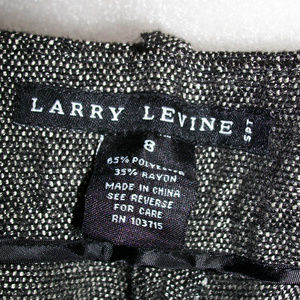 LARRY LEVINE SPT
8
65% POLYESTER
35% RAYON
MADE IN CHINA
SEE REVERSE
FOR CARE
RN 103715